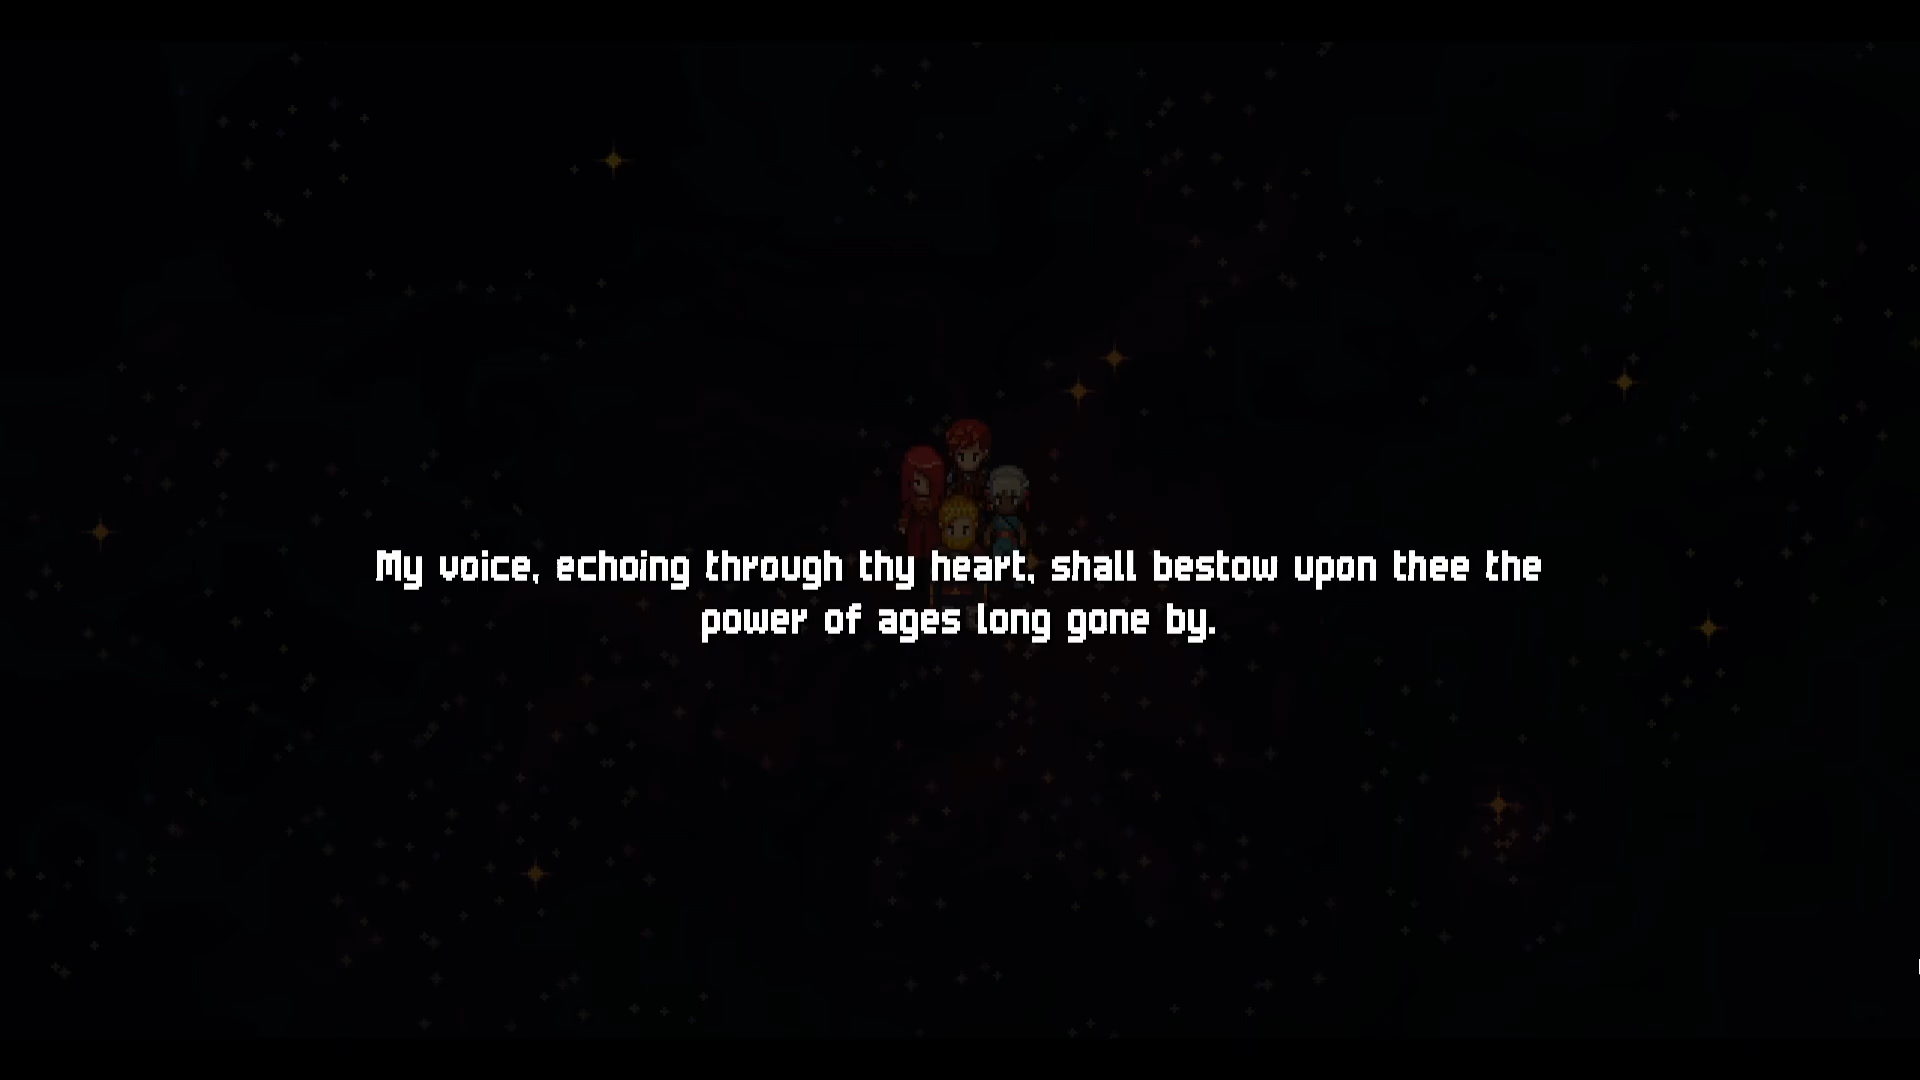 My voice, echoing through thy heart, shall bestow upon thee the
power of ages long gone by.